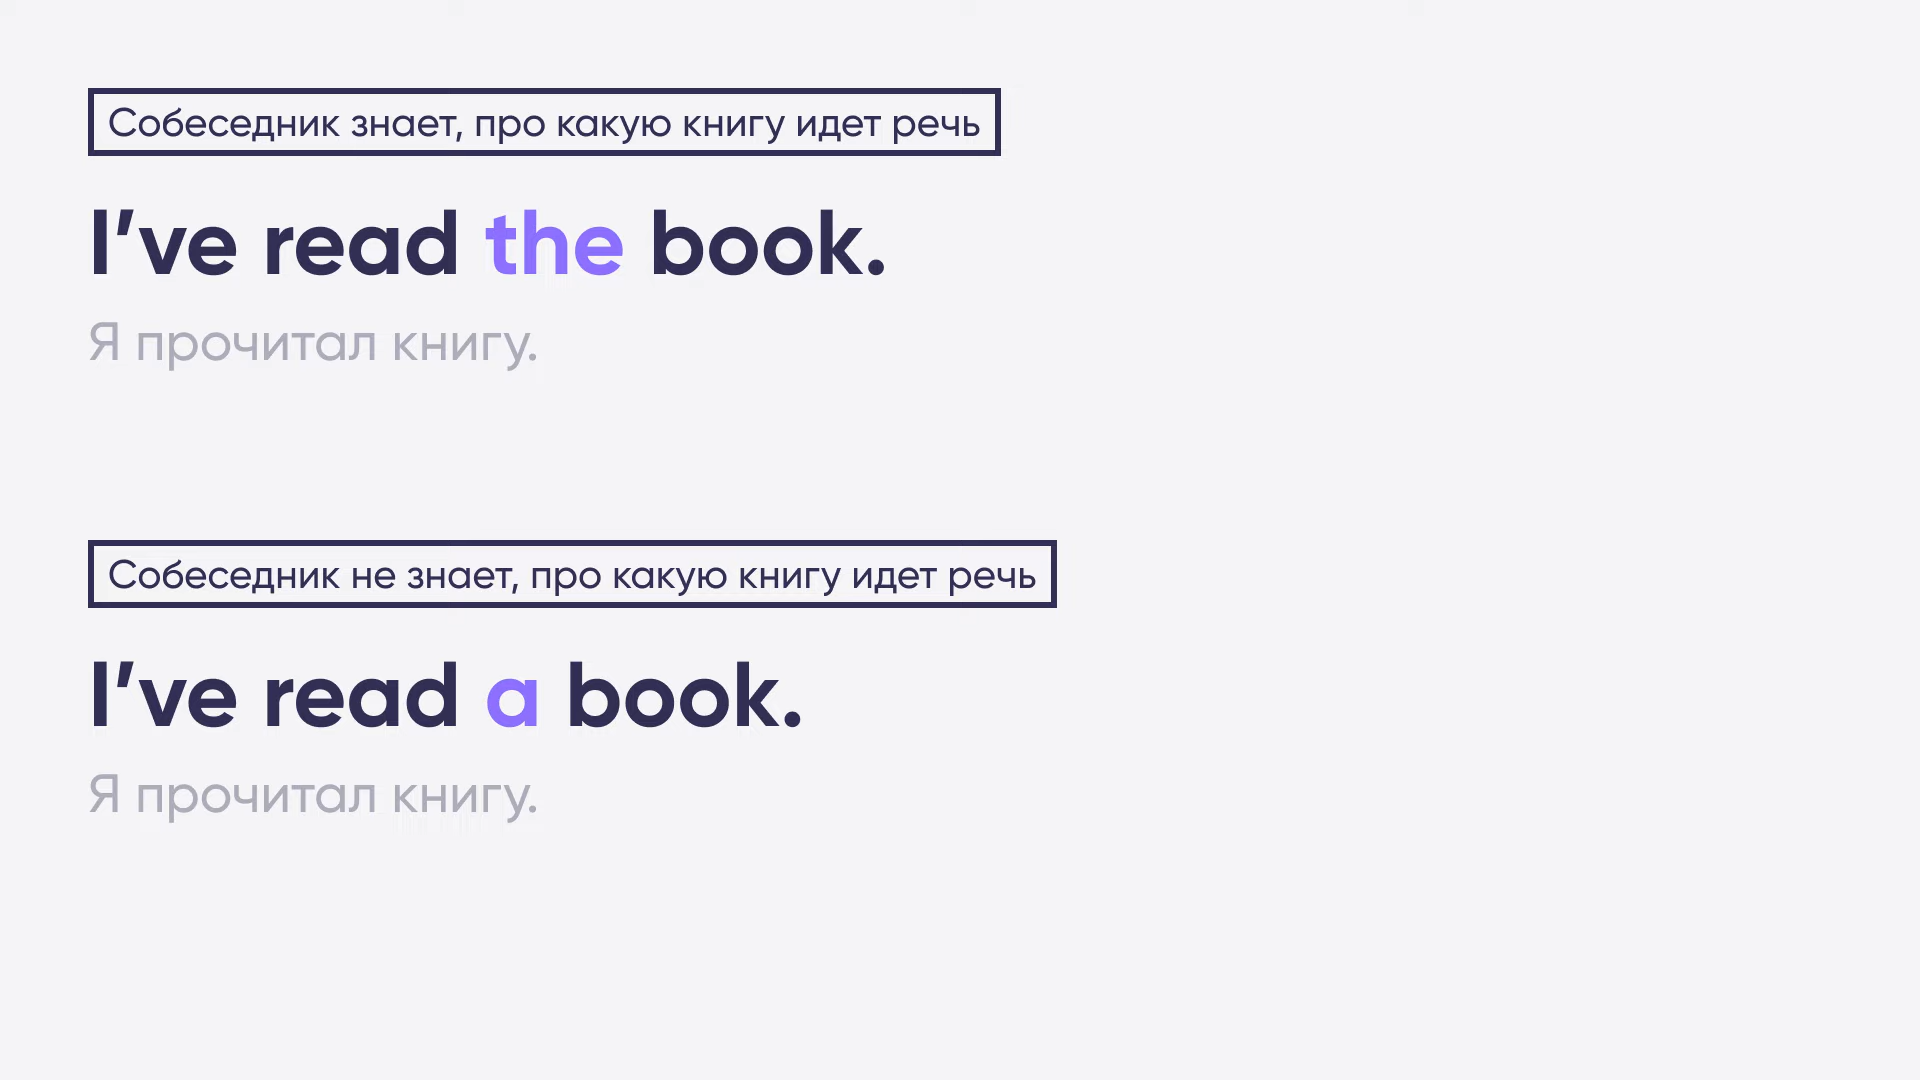 Собеседник знает, про какую книгу идет речь
I’ve read the book.
Я прочитал книгу.
Собеседник не знает, про какую книгу идет речь
I’ve read a book.
Я прочитал книгу.